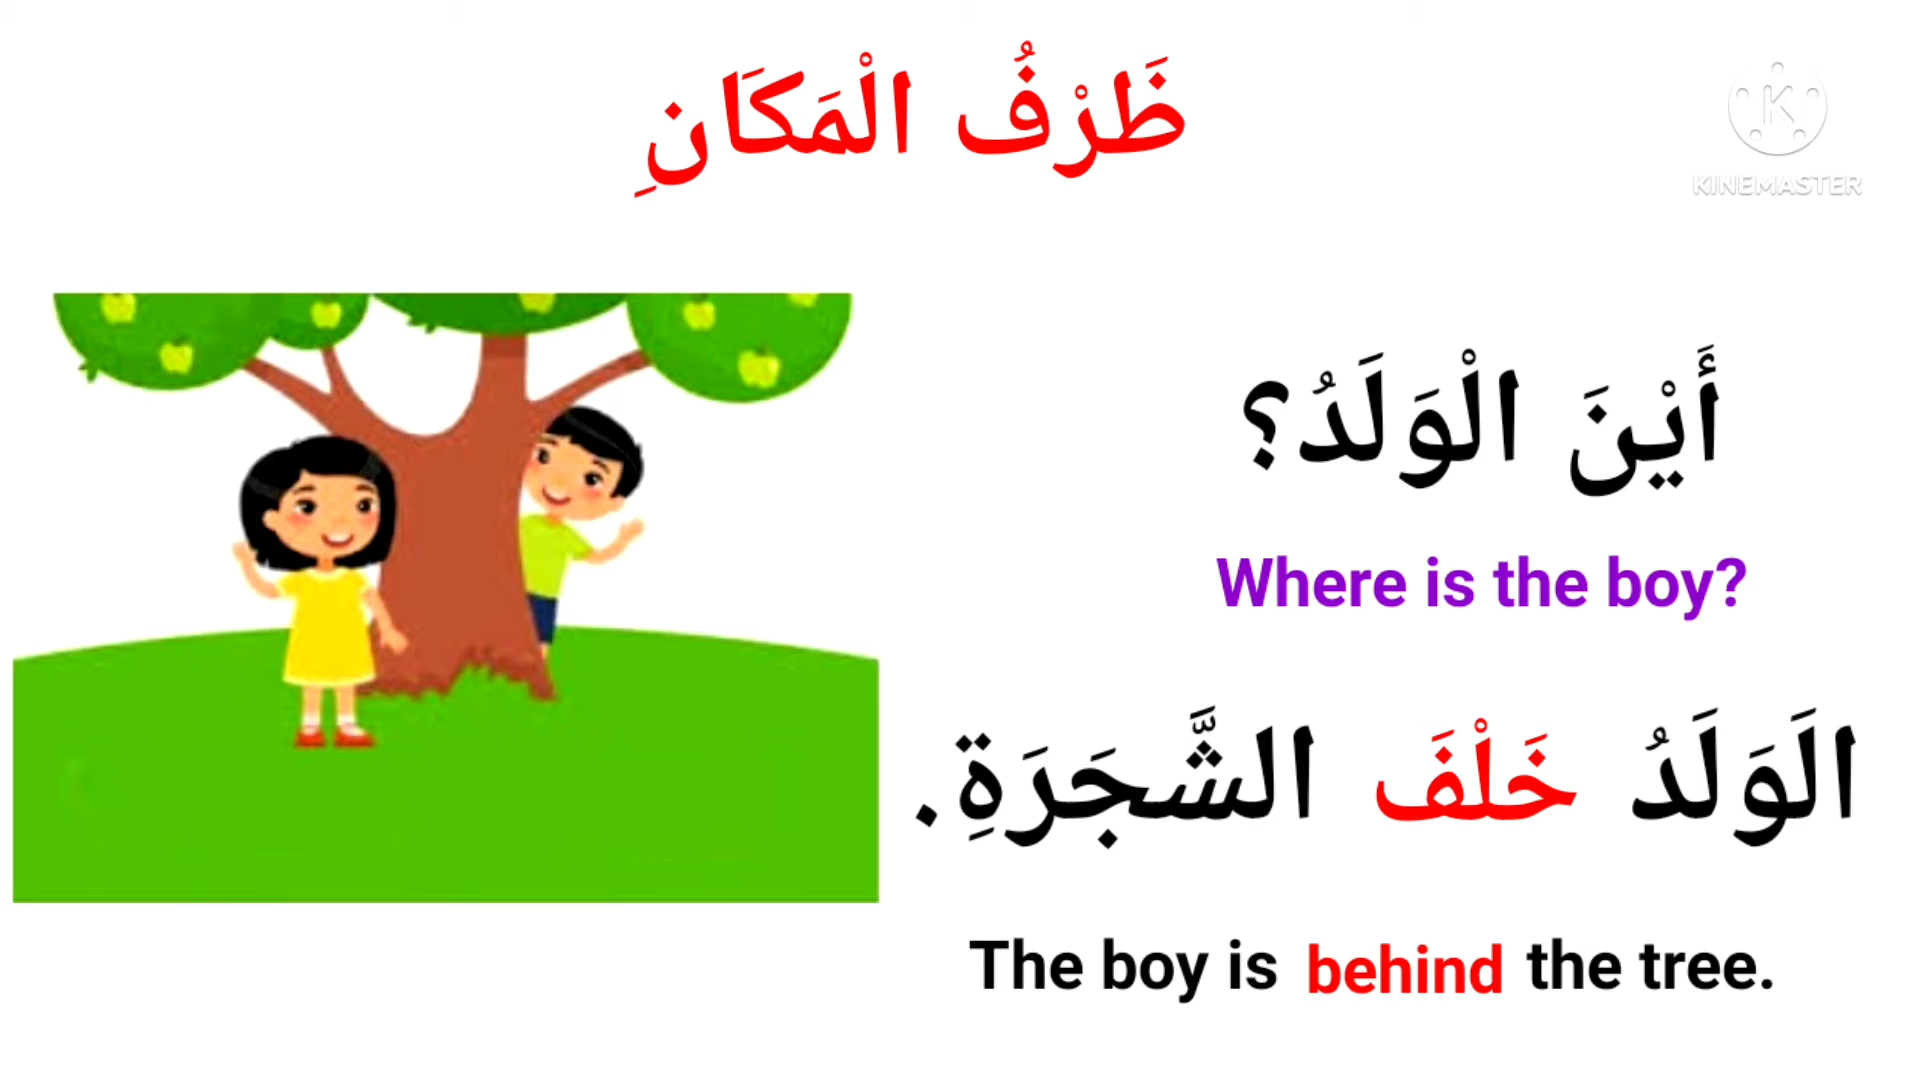 ظَرْفُ الْمَكَانِ
KINEMASTER
أَيْنَ الْوَلَدُ؟
Where is the boy?
الَوَلَدُ خَلْفَ الشَّجَرَةِ.
The boy is behind the tree.